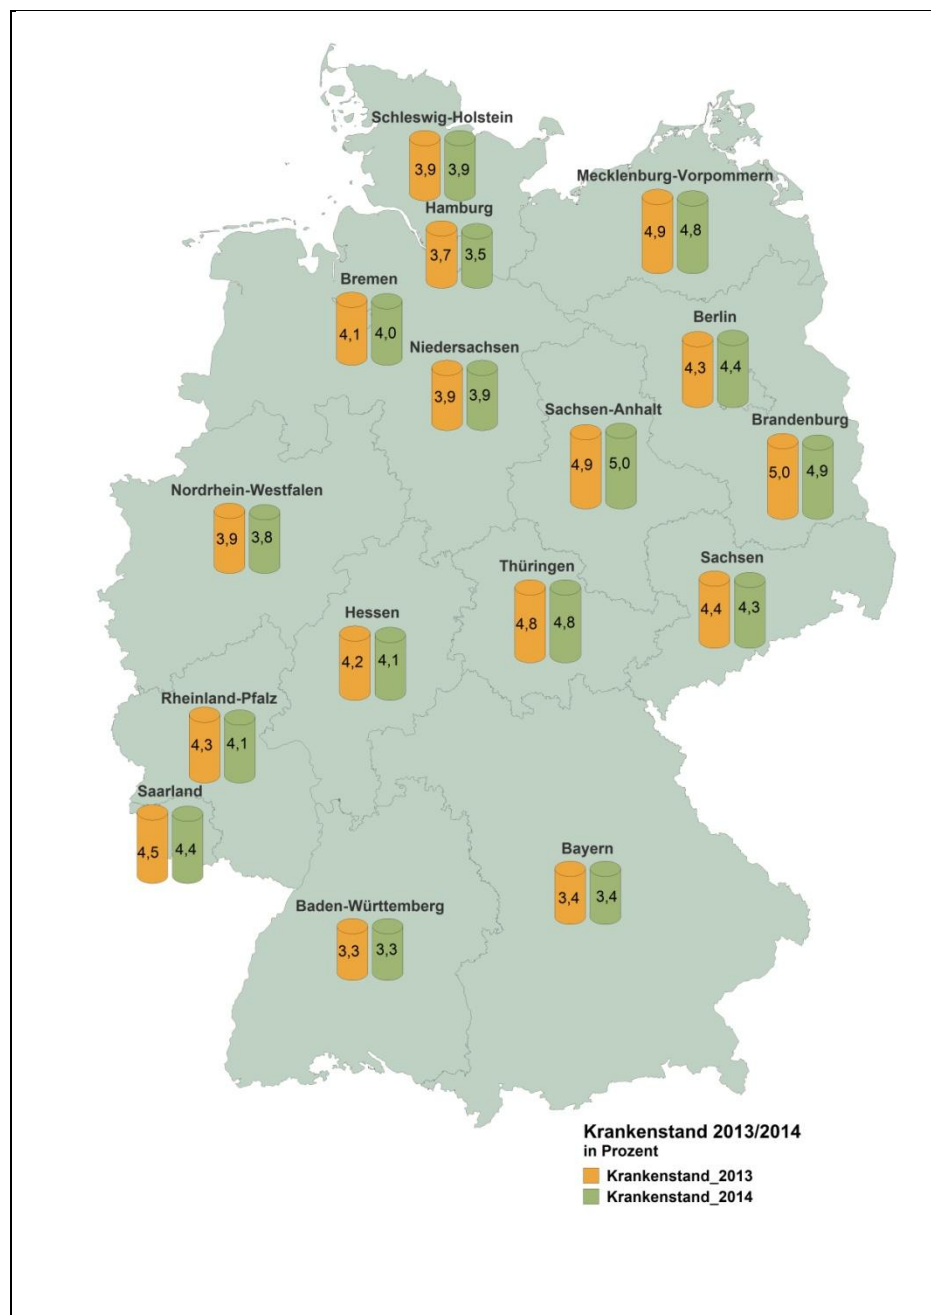 Schleswig-Holstein
3,9 3,9
Mecklenburg-Vorpommern
4,9 4,8
Hamburg
3,7 3,5
Bremen
4,1 4,0
Berlin
4,3 4,4
Niedersachsen
3,9 3,9
Sachsen-Anhalt
4,9 5,0
Brandenburg
5,0 4,9
Nordrhein-Westfalen
3,9 3,8
Thüringen
4,8 4,8
Sachsen
4,4 4,3
Hessen
4,2 4,1
Rheinland-Pfalz
4,3 4,1
Saarland
4,5 4,4
Bayern
3,4 3,4
Baden-Württemberg
3,3 3,3
Krankenstand 2013/2014
in Prozent
Krankenstand_2013
Krankenstand_2014